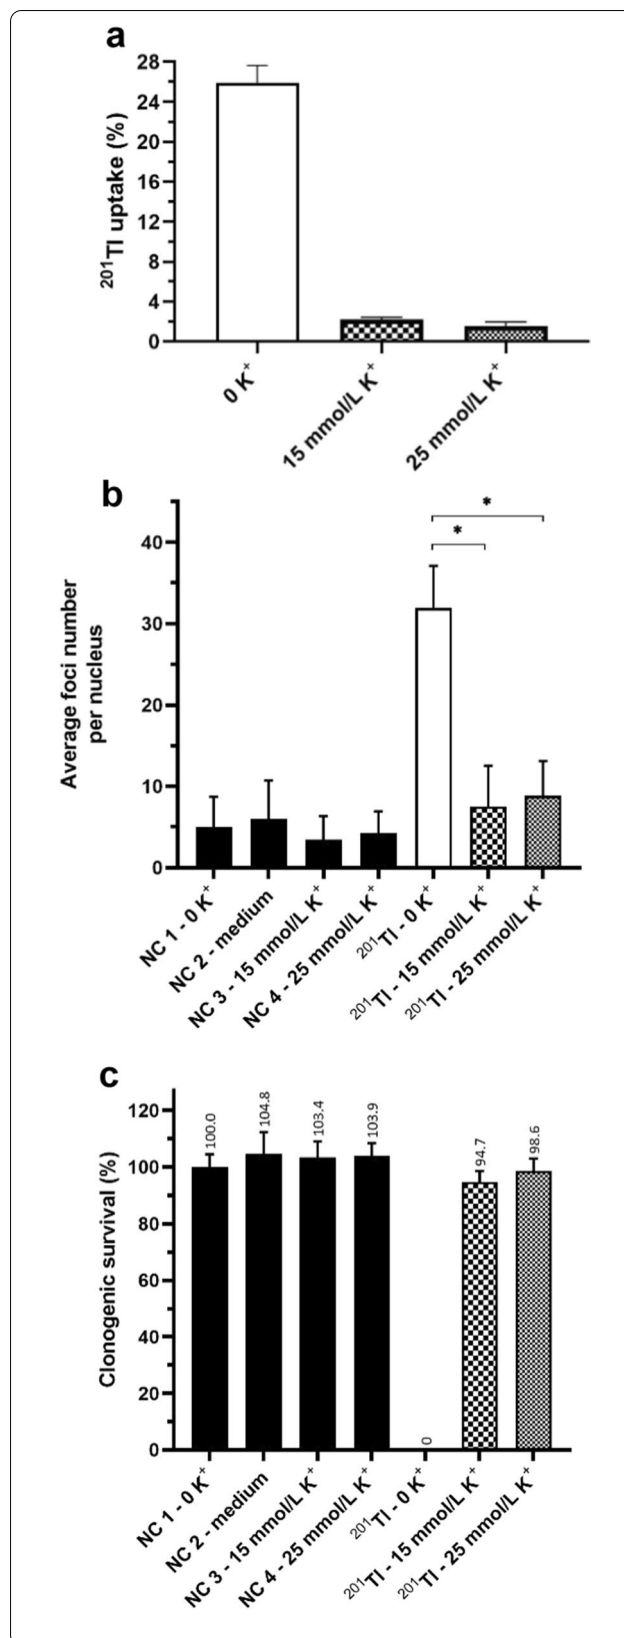 a
28
24
20
16
12
8
4
0
²⁰¹Tl uptake (%)
0 K⁺
15 mmol/L K⁺
25 mmol/L K⁺
b
*
*
40
30
20
10
0
Average foci number
per nucleus
NC 1 - 0 K⁺
NC 2 - medium
NC 3 - 15 mmol/L K⁺
NC 4 - 25 mmol/L K⁺
²⁰¹Tl - 0 K⁺
²⁰¹Tl - 15 mmol/L K⁺
²⁰¹Tl - 25 mmol/L K⁺
c
120
100
80
60
40
20
0
Clonogenic survival (%)
100.0
104.8
103.4
103.9
0
94.7
98.6
NC 1 - 0 K⁺
NC 2 - medium
NC 3 - 15 mmol/L K⁺
NC 4 - 25 mmol/L K⁺
²⁰¹Tl - 0 K⁺
²⁰¹Tl - 15 mmol/L K⁺
²⁰¹Tl - 25 mmol/L K⁺